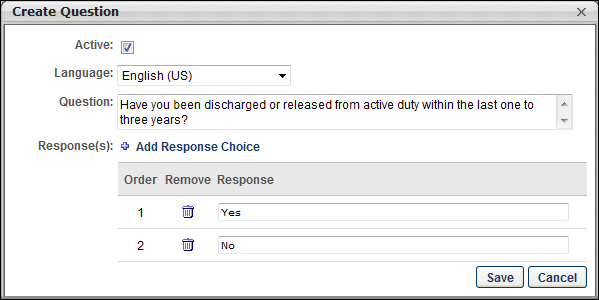 Create Question
Active:
Language: English (US)
Question: Have you been discharged or released from active duty within the last one to
three years?
Response(s): Add Response Choice
Order Remove Response
1 Yes
2 No
Save Cancel